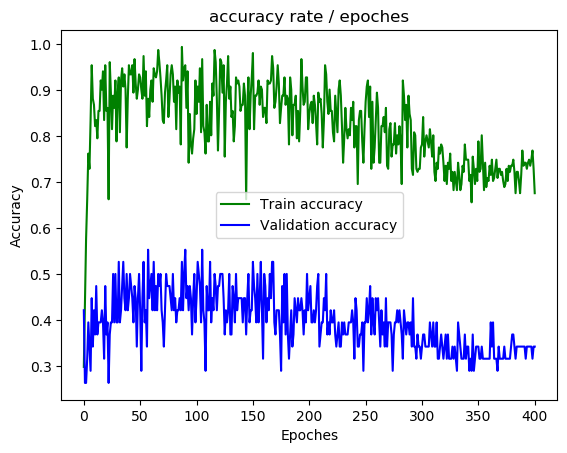 accuracy rate / epoches
1.0
0.9
0.8
0.7
0.6
0.5
0.4
0.3
Accuracy
Train accuracy
Validation accuracy
0 50 100 150 200 250 300 350 400
Epoches